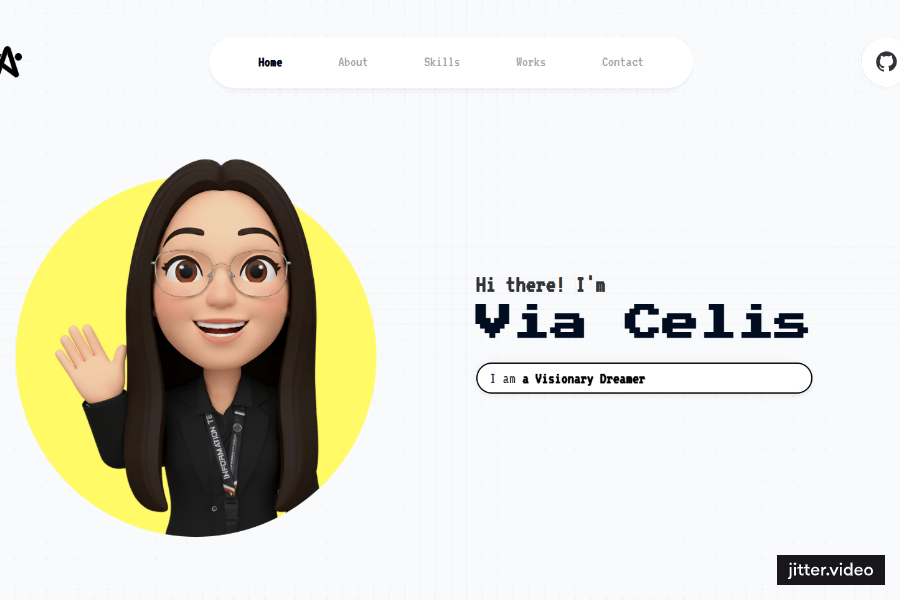 Home About Skills Works Contact
Hi there! I'm
Via Celis
I am a Visionary Dreamer
INFORMATION TE
jitter.video